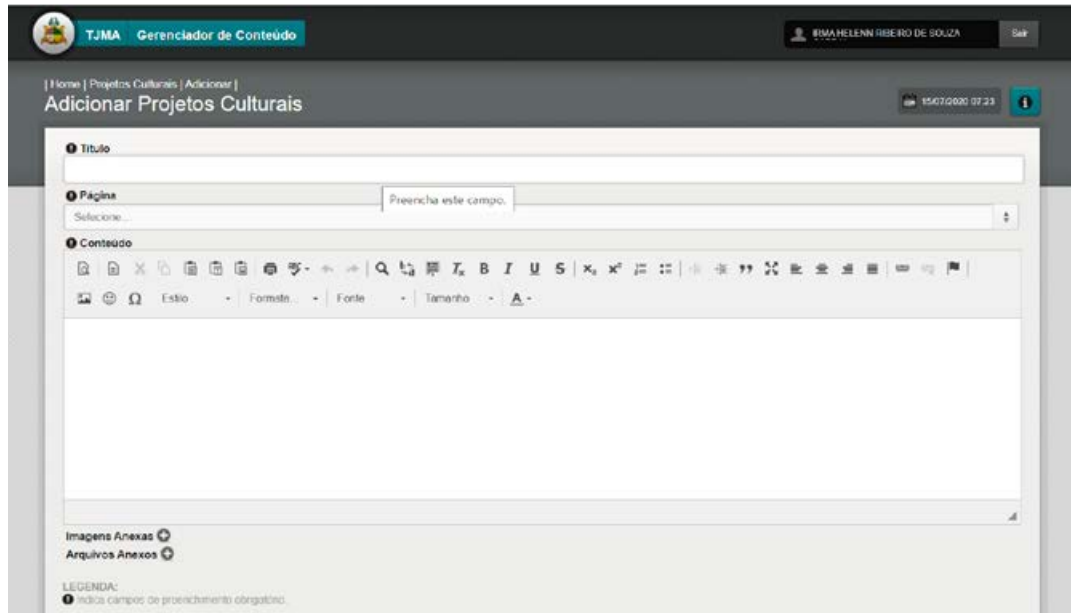 TJMA Gerenciador de Conteúdo
IRMA HELENN RIBEIRO DE SOUZA
Sair
| Home | Projetos Culturais | Adicionar |
Adicionar Projetos Culturais
15/07/2020 07:23
Título
Preencha este campo.
Página
Selecione...
Conteúdo
B I U S
Estilo Formata... Fonte Tamanho A
Imagens Anexas
Arquivos Anexos
LEGENDA:
Indica campos de preenchimento obrigatório.